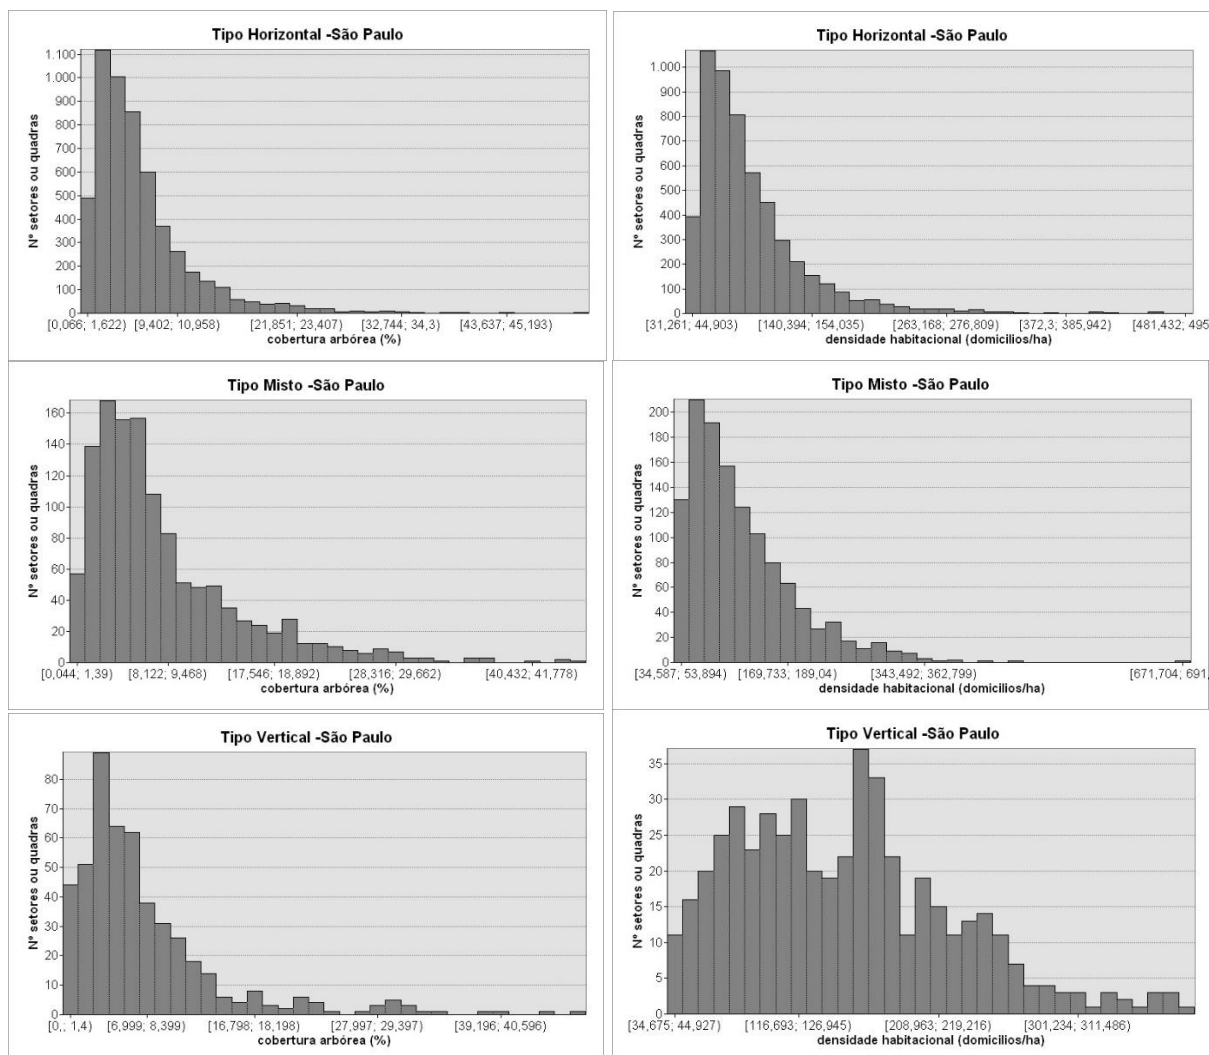 Tipo Horizontal -São Paulo
Nº setores ou quadras
1.100
1.000
900
800
700
600
500
400
300
200
100
0
[0,066; 1,622) [9,402; 10,958) [21,851; 23,407) [32,744; 34,3) [43,637; 45,193)
cobertura arbórea (%)
Tipo Horizontal -São Paulo
Nº setores ou quadras
1.000
900
800
700
600
500
400
300
200
100
0
[31,261; 44,903) [140,394; 154,035) [263,168; 276,809) [372,3; 385,942) [481,432; 495
densidade habitacional (domicilios/ha)
Tipo Misto -São Paulo
Nº setores ou quadras
160
140
120
100
80
60
40
20
0
[0,044; 1,39) [8,122; 9,468) [17,546; 18,892) [28,316; 29,662) [40,432; 41,778)
cobertura arbórea (%)
Tipo Misto -São Paulo
Nº setores ou quadras
200
180
160
140
120
100
80
60
40
20
0
[34,587; 53,894) [169,733; 189,04) [343,492; 362,799) [671,704; 691,
densidade habitacional (domicilios/ha)
Tipo Vertical -São Paulo
Nº setores ou quadras
80
70
60
50
40
30
20
10
0
[0,; 1,4) [6,999; 8,399) [16,798; 18,198) [27,997; 29,397) [39,196; 40,596)
cobertura arbórea (%)
Tipo Vertical -São Paulo
Nº setores ou quadras
35
30
25
20
15
10
5
0
[34,675; 44,927) [116,693; 126,945) [208,963; 219,216) [301,234; 311,486)
densidade habitacional (domicilios/ha)